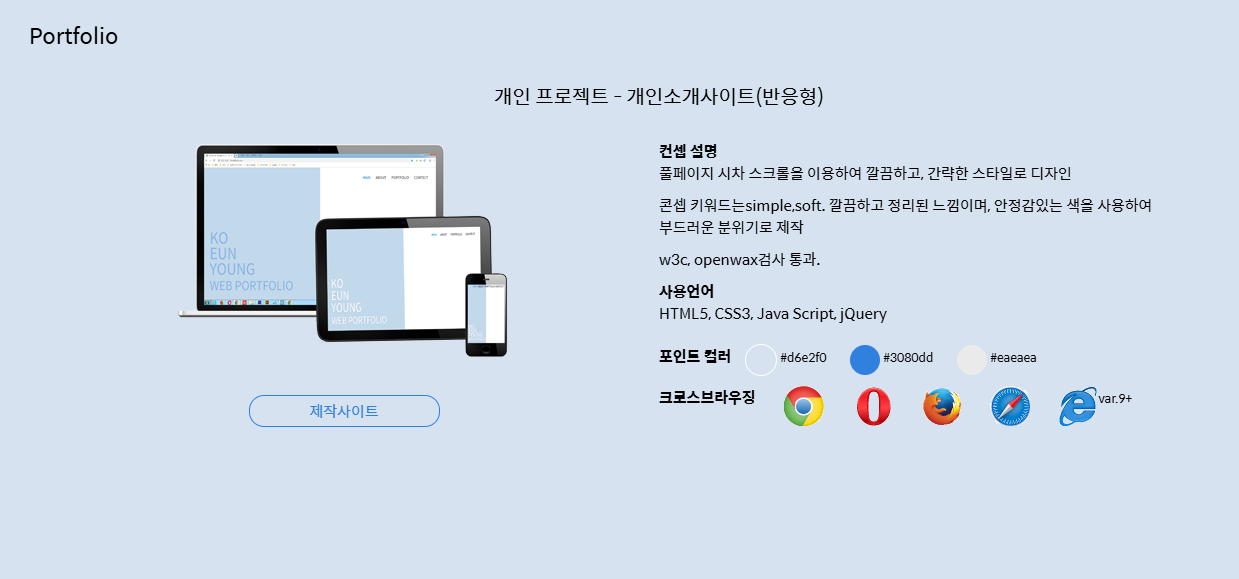 Portfolio
개인 프로젝트 - 개인소개사이트(반응형)
MAIN ABOUT PORTFOLIO CONTACT
KO
EUN
YOUNG
WEB PORTFOLIO
MAIN ABOUT PORTFOLIO CONTACT
KO
EUN
YOUNG
WEB PORTFOLIO
제작사이트
컨셉 설명
풀페이지 시차 스크롤을 이용하여 깔끔하고, 간략한 스타일로 디자인
콘셉 키워드는simple,soft. 깔끔하고 정리된 느낌이며, 안정감있는 색을 사용하여
부드러운 분위기로 제작
w3c, openwax검사 통과.
사용언어
HTML5, CSS3, Java Script, jQuery
포인트 컬러 #d6e2f0 #3080dd #eaeaea
크로스브라우징 var.9+